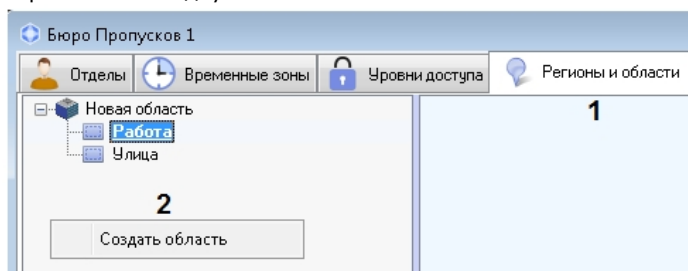 Бюро Пропусков 1
Отделы Временные зоны Уровни доступа Регионы и области
Новая область
1
Работа
Улица
2
Создать область